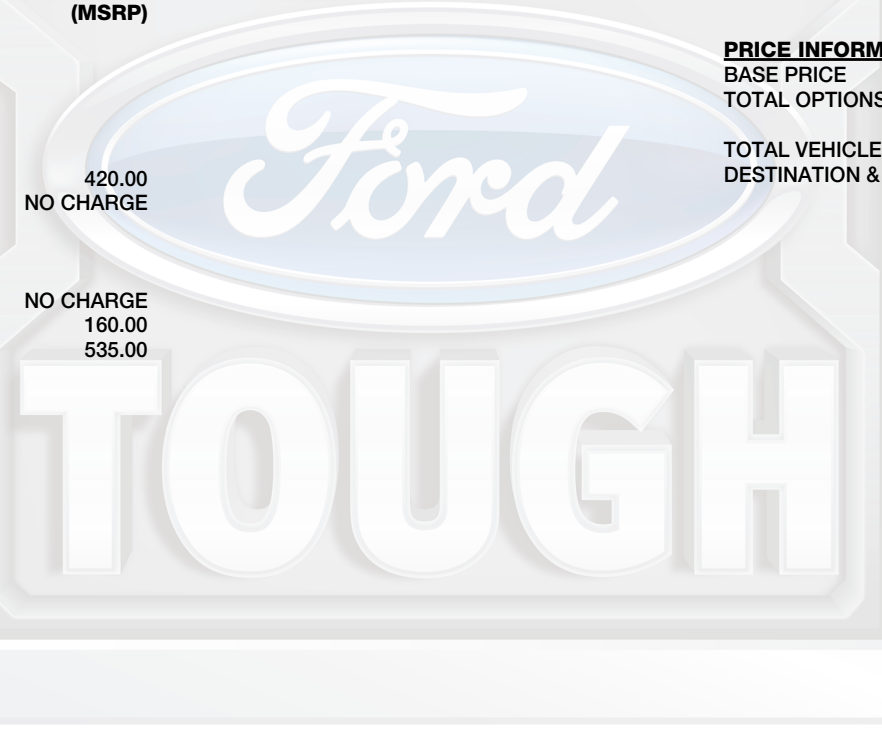 (MSRP)
420.00
NO CHARGE
NO CHARGE
160.00
535.00
PRICE INFORM
BASE PRICE
TOTAL OPTIONS
TOTAL VEHICLE
DESTINATION &
Ford
TOUGH